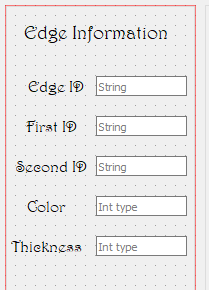 Edge Information
Edge ID String
First ID String
Second ID String
Color Int type
Thickness Int type